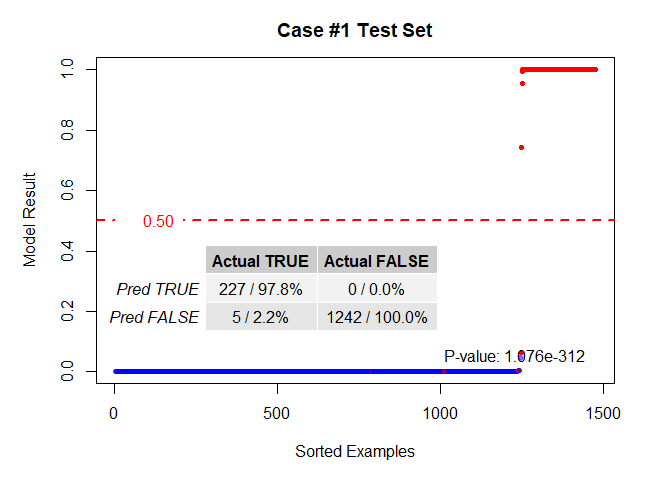 Case #1 Test Set
Model Result
1.0
0.8
0.6
0.4
0.2
0.0
0.50
Actual TRUE Actual FALSE
Pred TRUE 227 / 97.8% 0 / 0.0%
Pred FALSE 5 / 2.2% 1242 / 100.0%
P-value: 1.076e-312
0 500 1000 1500
Sorted Examples